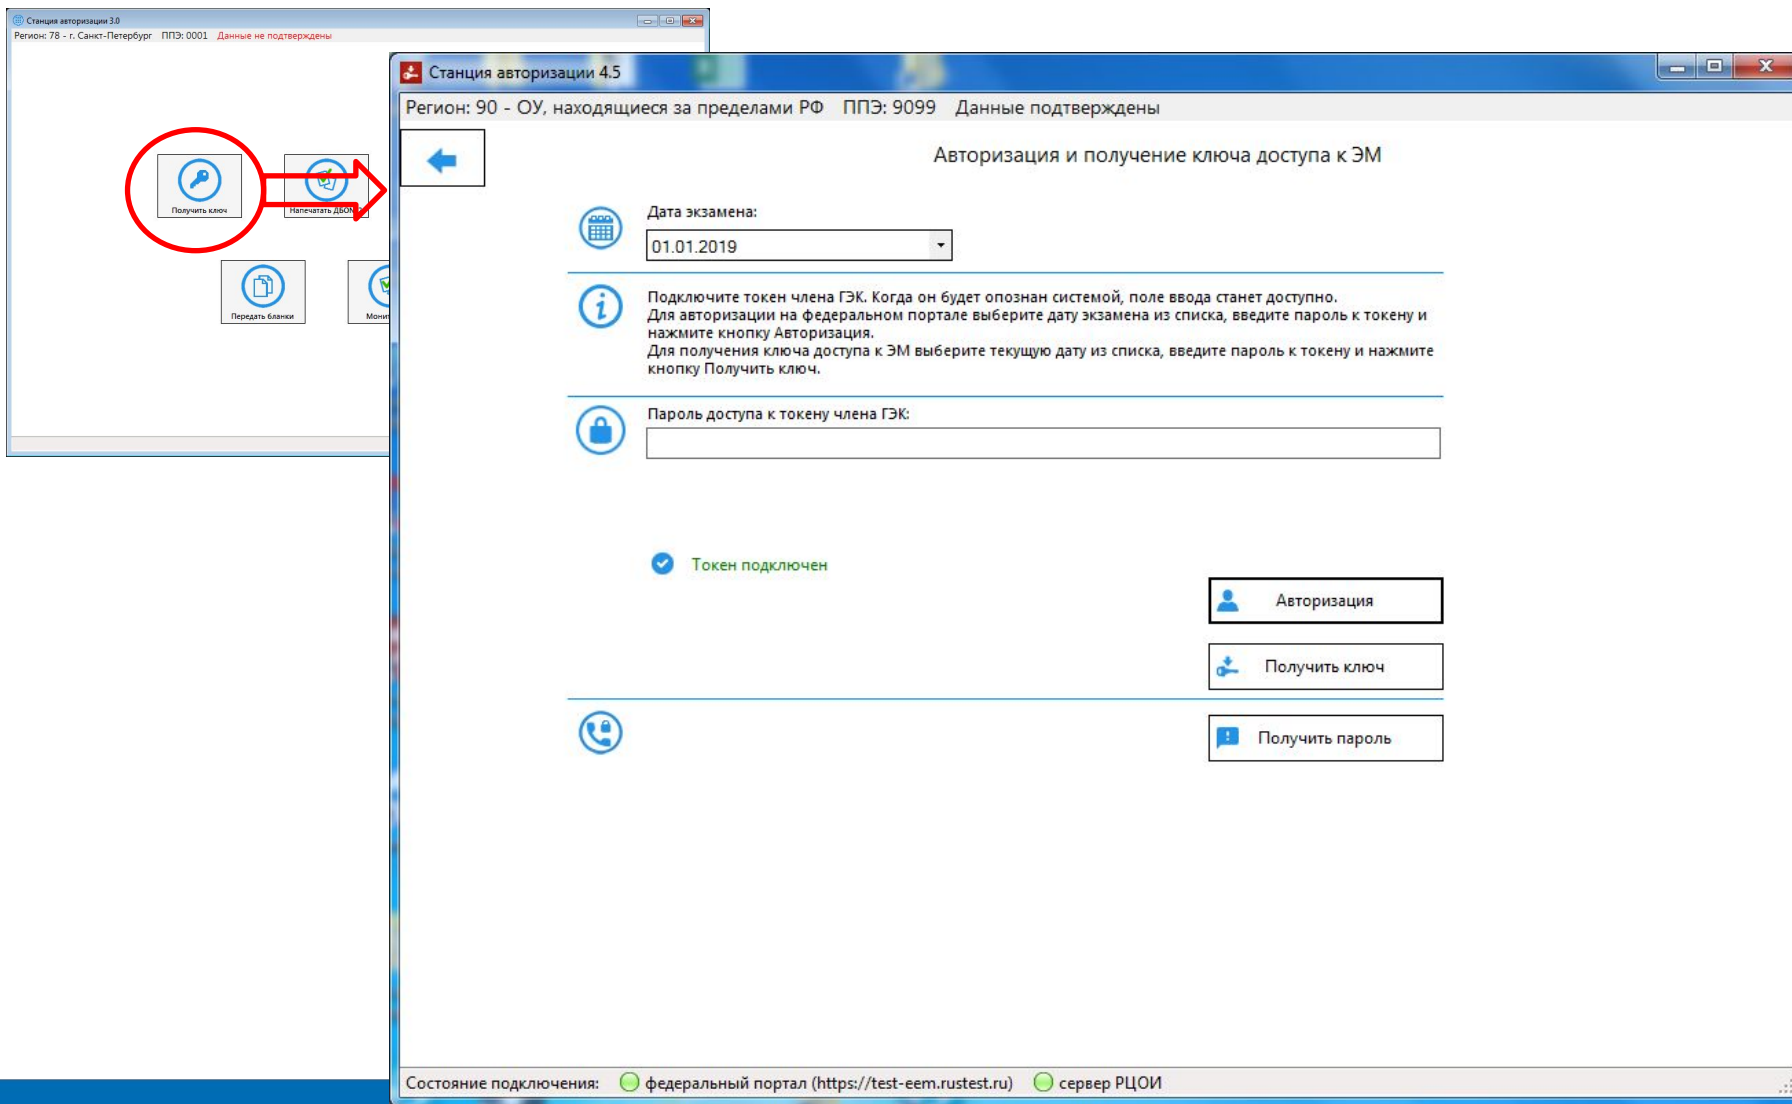 Станция авторизации 3.0
Регион: 78 - г. Санкт-Петербург ППЭ: 0001 Данные не подтверждены
Получить ключ
Напечатать
Передать бланки
Станция авторизации 4.5
Регион: 90 - ОУ, находящиеся за пределами РФ ППЭ: 9099 Данные подтверждены
Авторизация и получение ключа доступа к ЭМ
Дата экзамена:
01.01.2019
Подключите токен члена ГЭК. Когда он будет опознан системой, поле ввода станет доступно.
Для авторизации на федеральном портале выберите дату экзамена из списка, введите пароль к токену и
нажмите кнопку Авторизация.
Для получения ключа доступа к ЭМ выберите текущую дату из списка, введите пароль к токену и нажмите
кнопку Получить ключ.
Пароль доступа к токену члена ГЭК:
Токен подключен
Авторизация
Получить ключ
Получить пароль
Состояние подключения: федеральный портал (https://test-eem.rustest.ru) сервер РЦОИ